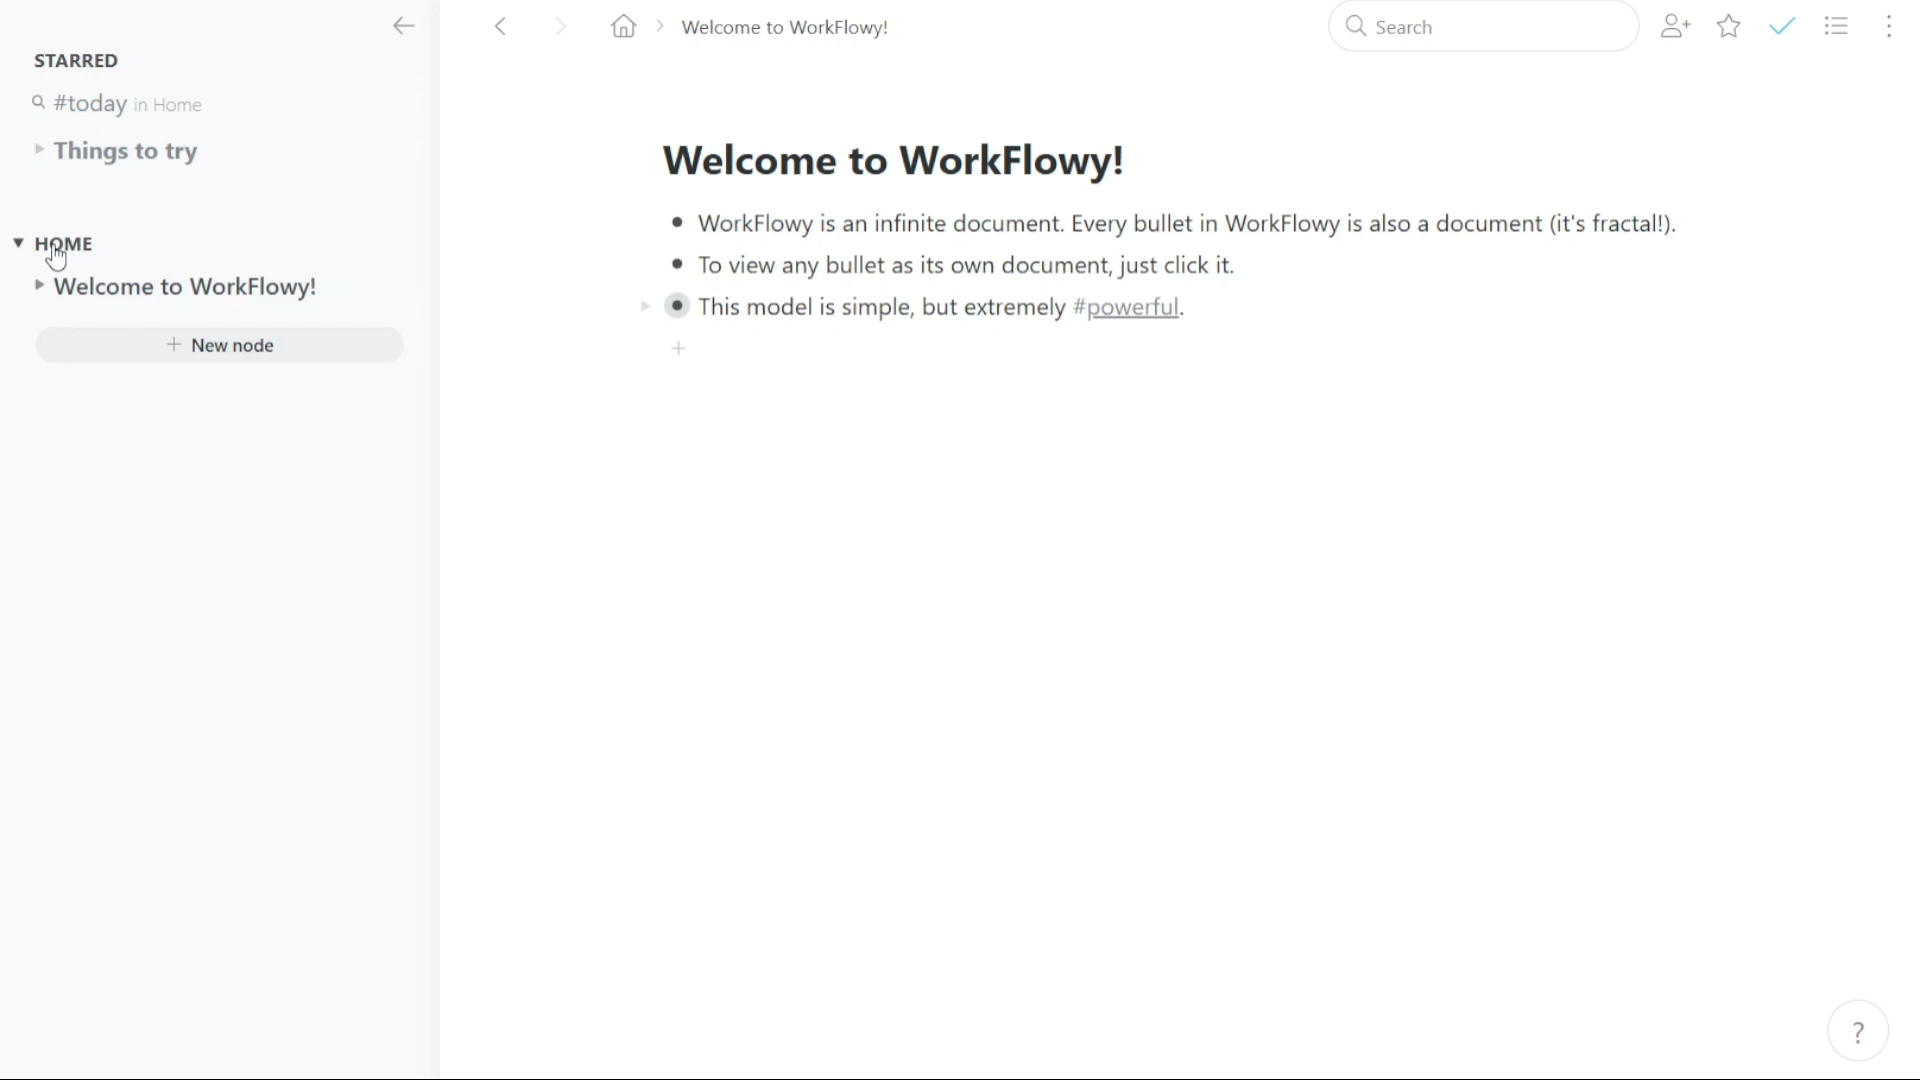 STARRED
#today in Home
Things to try
HOME
Welcome to WorkFlowy!
+ New node
Welcome to WorkFlowy!
Search
Welcome to WorkFlowy!
WorkFlowy is an infinite document. Every bullet in WorkFlowy is also a document (it's fractal!).
To view any bullet as its own document, just click it.
This model is simple, but extremely #powerful.
+
?